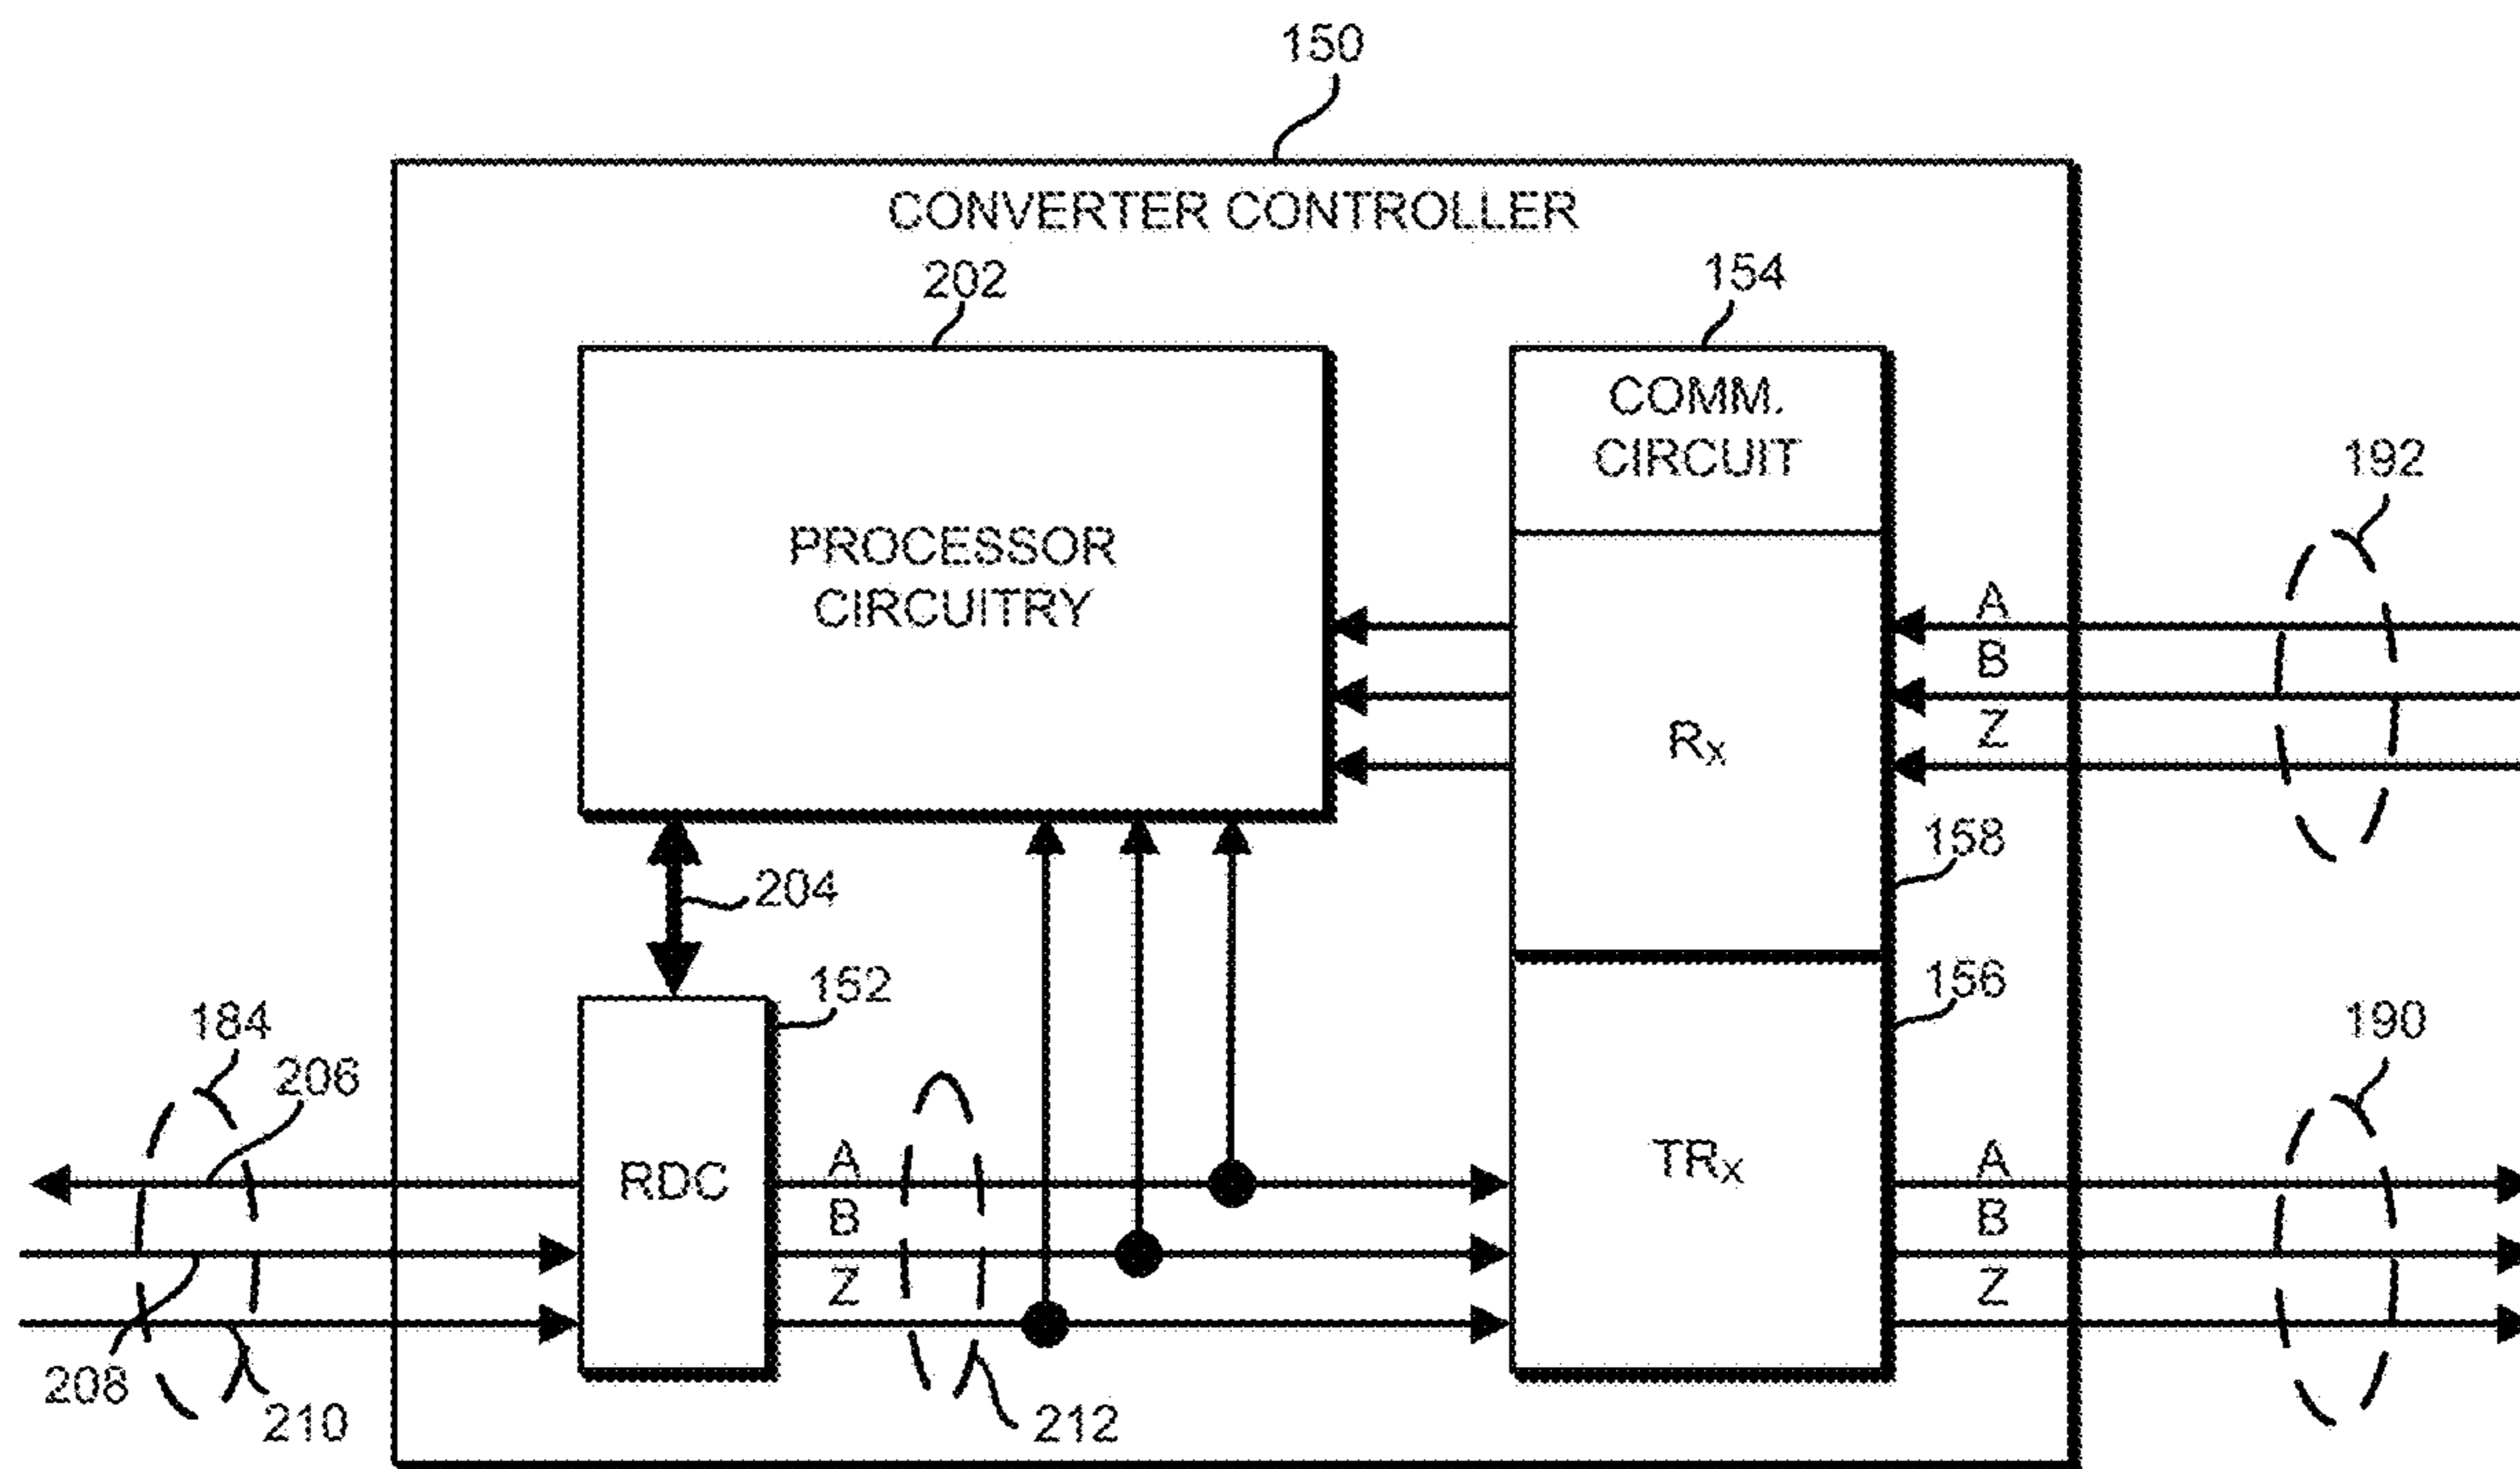 150
CONVERTER CONTROLLER
202
154
COMM.
CIRCUIT
192
PROCESSOR
CIRCUITRY
A
B
Z
RX
158
204
152
156
184
206
190
RDC
A
B
Z
TRX
A
B
Z
208
210
212